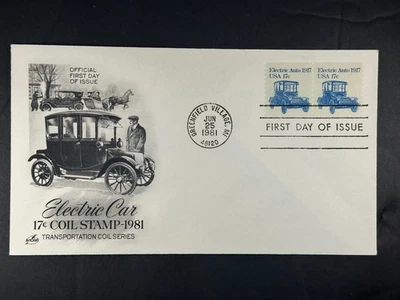 OFFICIAL
FIRST DAY
OF ISSUE
Electric Car
17¢ COIL STAMP-1981
TRANSPORTATION COIL SERIES
GREENFIELD VILLAGE, MI
JUN
25
1981
48120
Electric Auto 1917
USA 17c
Electric Auto 1917
USA 17c
FIRST DAY OF ISSUE